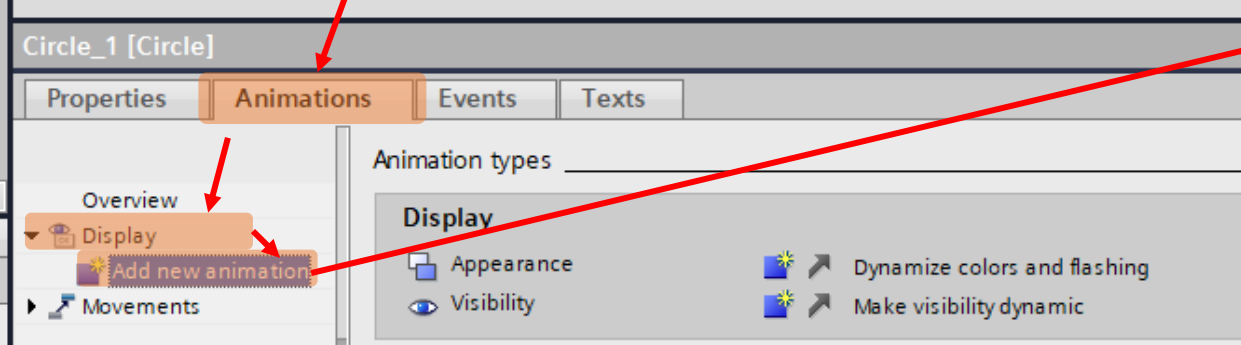 Circle_1 [Circle]
Properties Animations Events Texts
Animation types
Overview
Display
Add new animation
Movements
Display
Appearance Dynamize colors and flashing
Visibility Make visibility dynamic